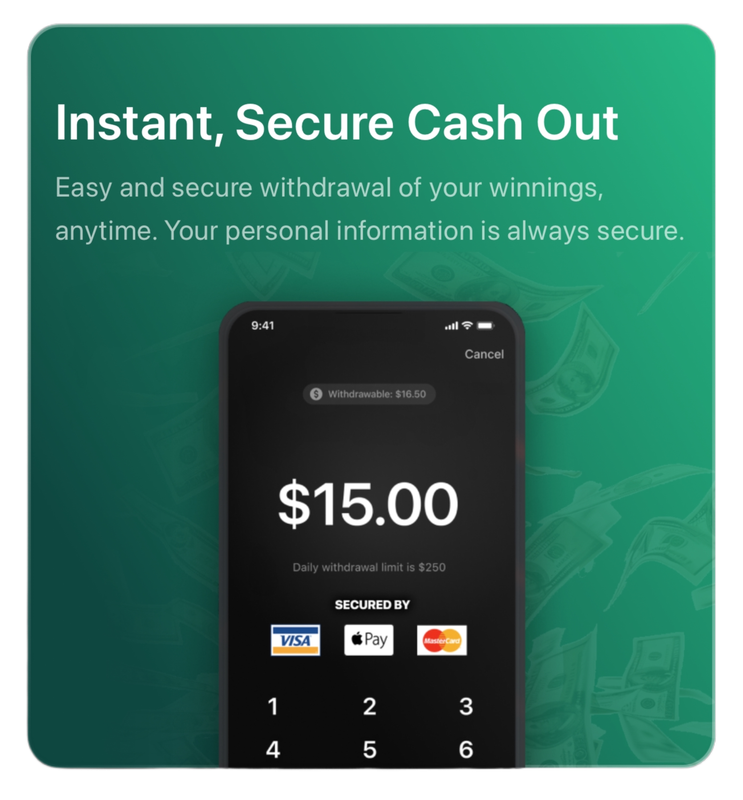 Instant, Secure Cash Out
Easy and secure withdrawal of your winnings,
anytime. Your personal information is always secure.
9:41
Cancel
$ Withdrawable: $16.50
$15.00
Daily withdrawal limit is $250
SECURED BY
VISA Pay MasterCard
1 2 3
4 5 6